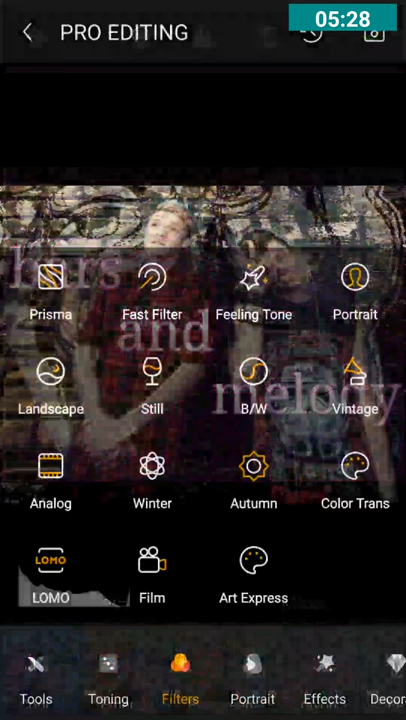 05:28
PRO EDITING
Prisma Fast Filter Feeling Tone Portrait
Landscape Still B/W Vintage
and
melody
Analog Winter Autumn Color Trans
LOMO
LOMO Film Art Express
Tools Toning Filters Portrait Effects Decor